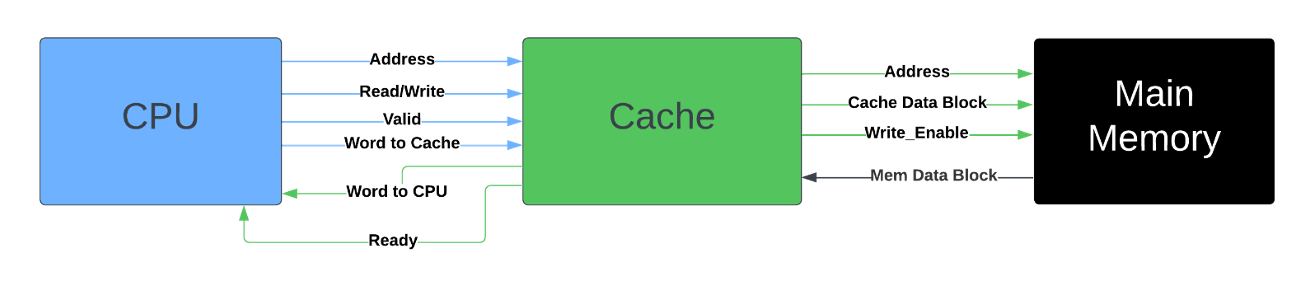 CPU
Address
Read/Write
Valid
Word to Cache
Word to CPU
Ready
Cache
Address
Cache Data Block
Write_Enable
Mem Data Block
Main
Memory